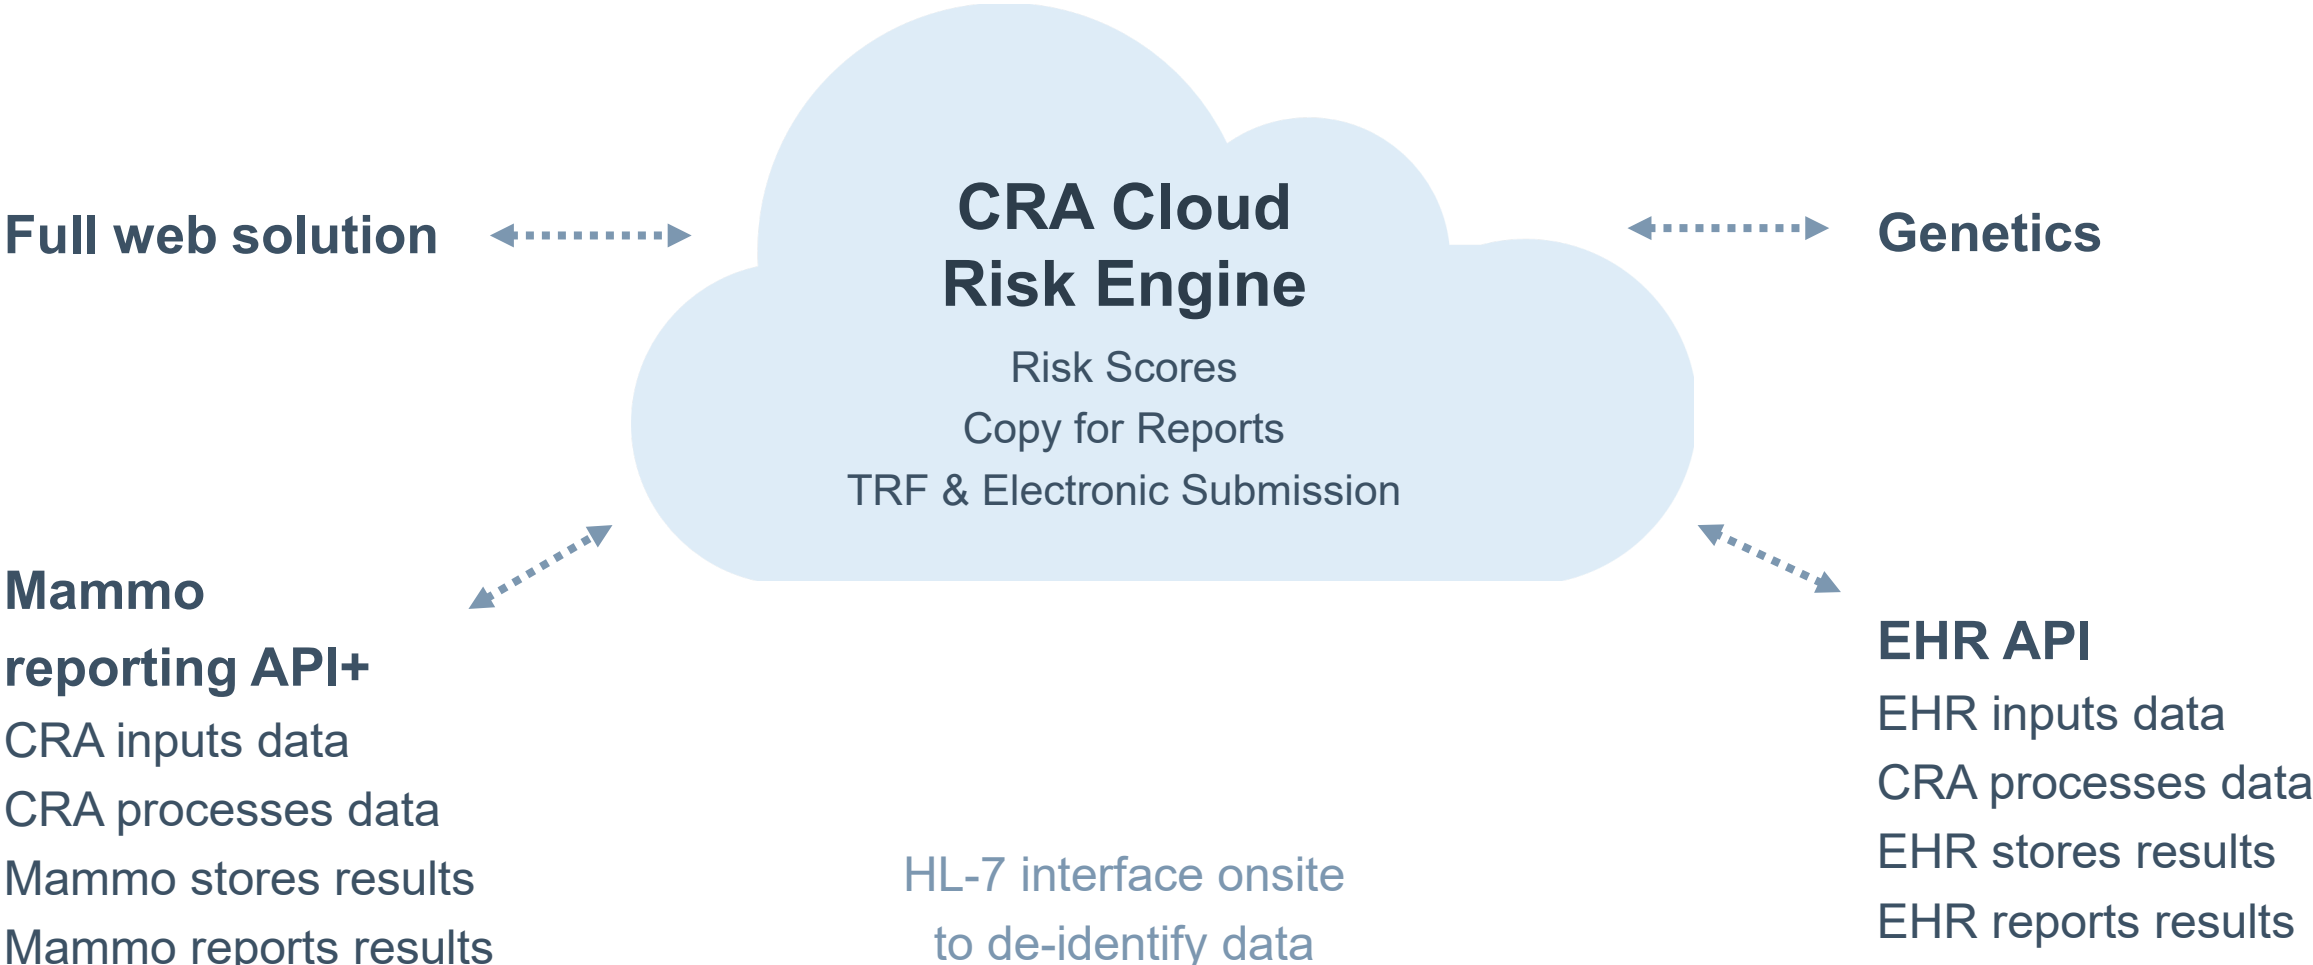 CRA Cloud
Risk Engine
Risk Scores
Copy for Reports
TRF & Electronic Submission
Full web solution
Genetics
Mammo
reporting API+
CRA inputs data
CRA processes data
Mammo stores results
Mammo reports results
HL-7 interface onsite
to de-identify data
EHR API
EHR inputs data
CRA processes data
EHR stores results
EHR reports results